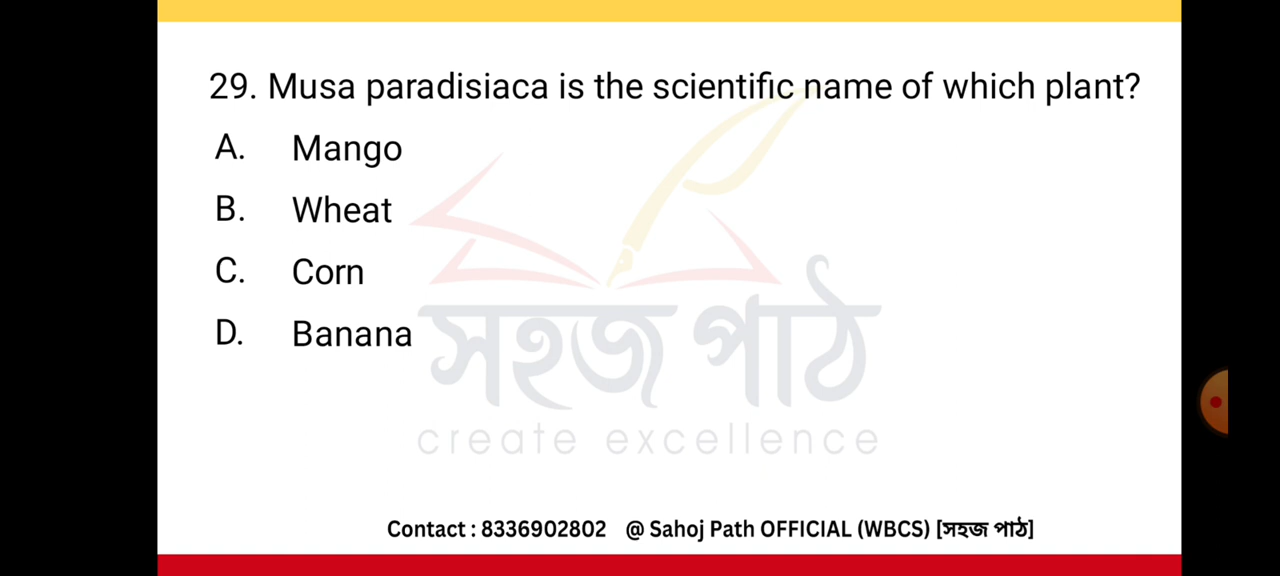 29. Musa paradisiaca is the scientific name of which plant?
A. Mango
B. Wheat
C. Corn
D. Banana
সহজ পাঠ
create excellence
Contact : 8336902802 @ Sahoj Path OFFICIAL (WBCS) [সহজ পাঠ]